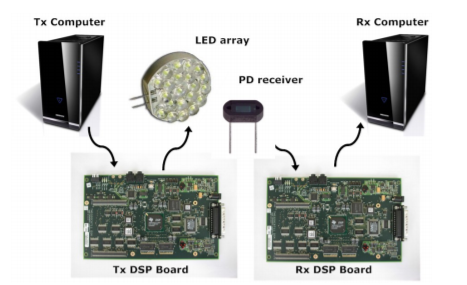 Tx Computer
Rx Computer
LED array
PD receiver
Tx DSP Board
Rx DSP Board